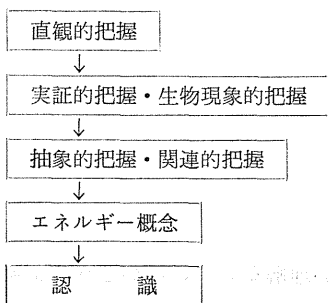 直観的把握
↓
実証的把握・生物現象的把握
↓
抽象的把握・関連的把握
↓
エネルギー概念
↓
認　　識